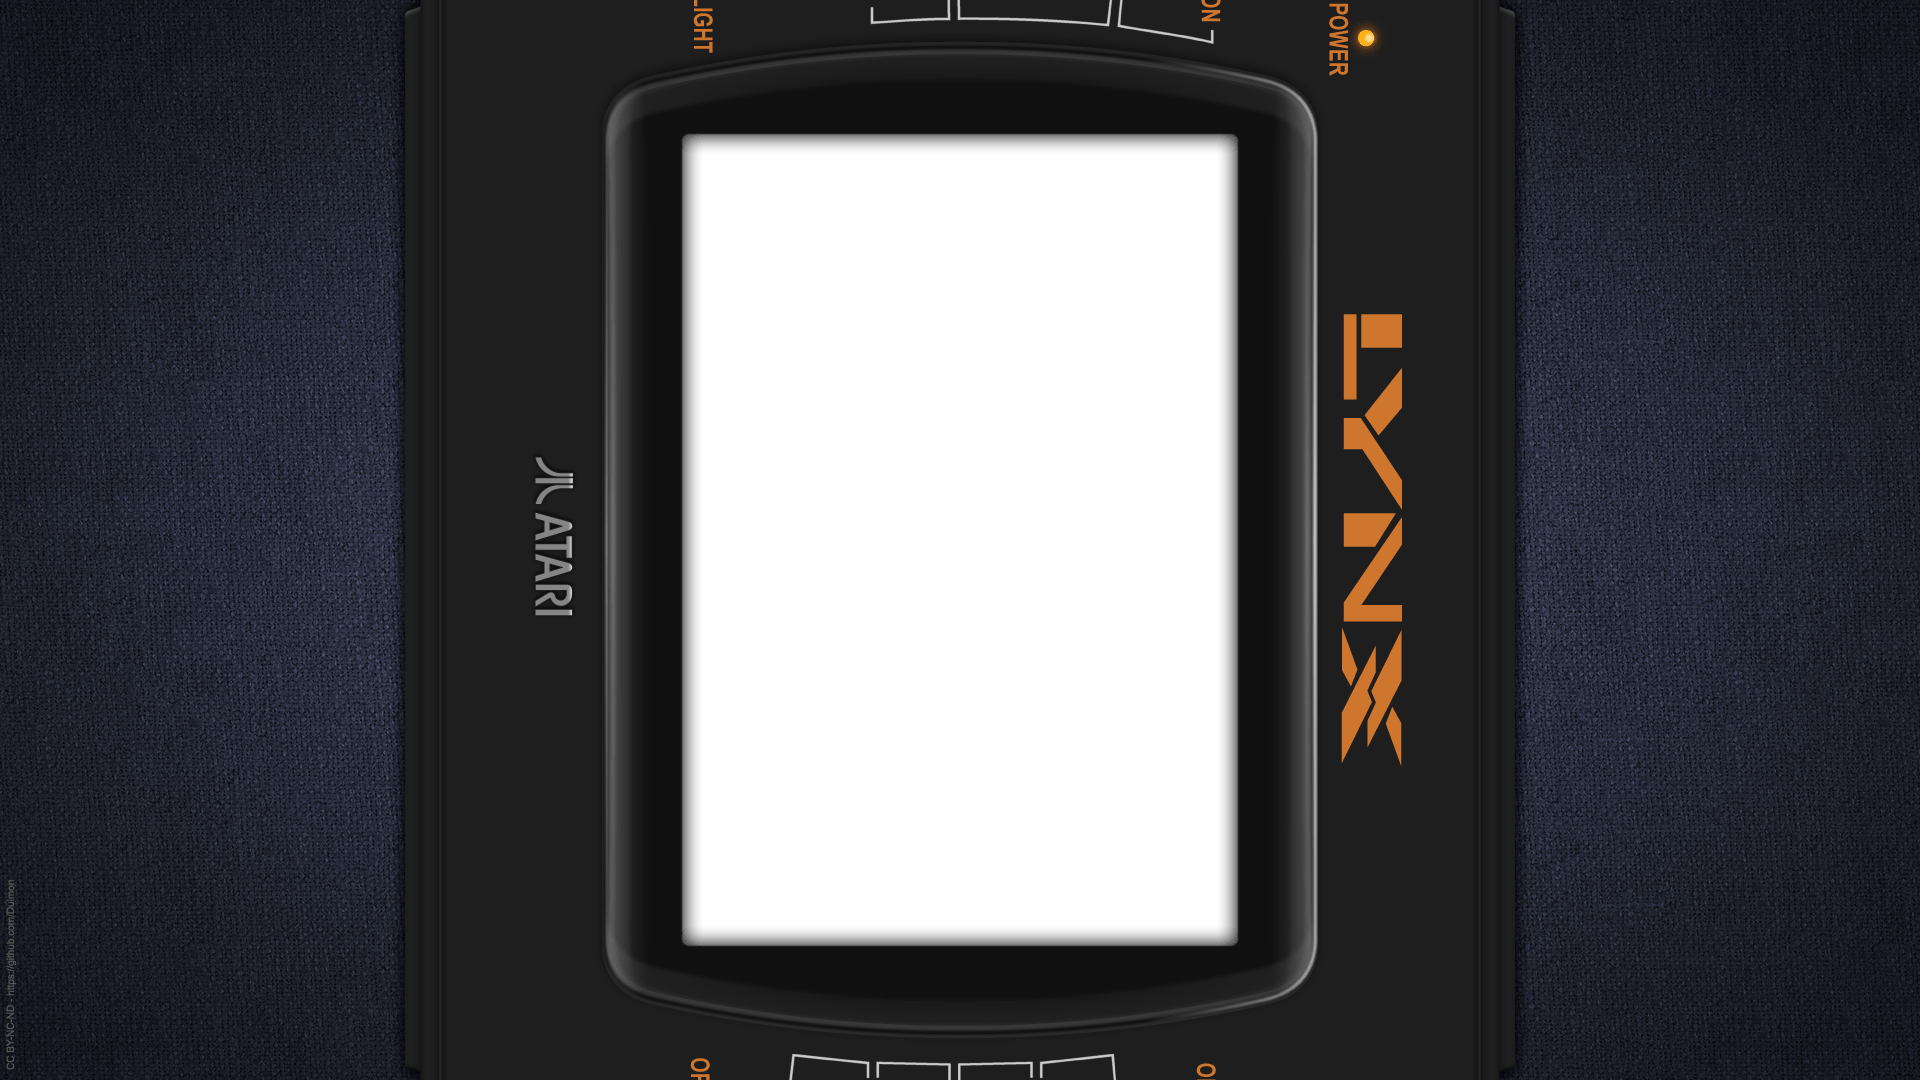 LIGHT
ON
POWER
LYNX
ATARI
CC BY-NC-ND - https://github.com/Duimon